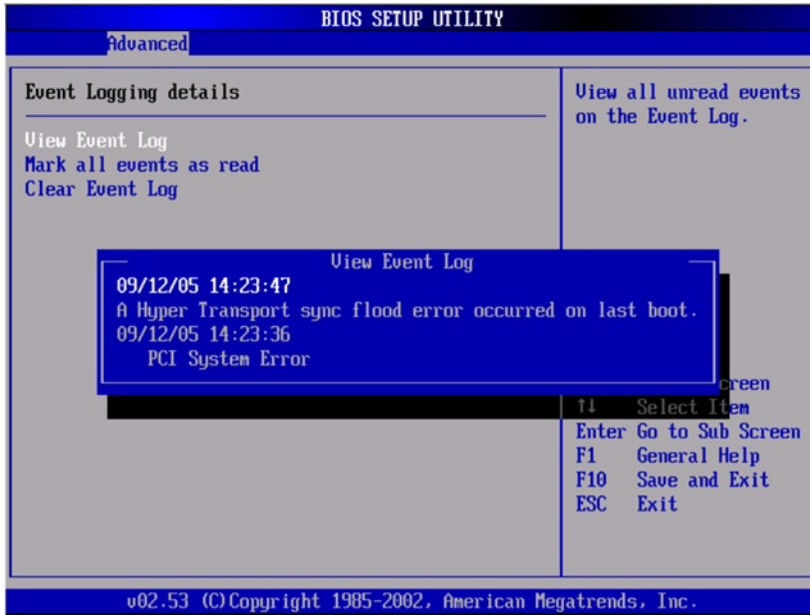 BIOS SETUP UTILITY
Advanced
Event Logging details
View Event Log
Mark all events as read
Clear Event Log
View all unread events
on the Event Log.
View Event Log
09/12/05 14:23:47
A Hyper Transport sync flood error occurred on last boot.
09/12/05 14:23:36
PCI System Error
creen
↑↓ Select Item
Enter Go to Sub Screen
F1 General Help
F10 Save and Exit
ESC Exit
v02.53 (C)Copyright 1985-2002, American Megatrends, Inc.